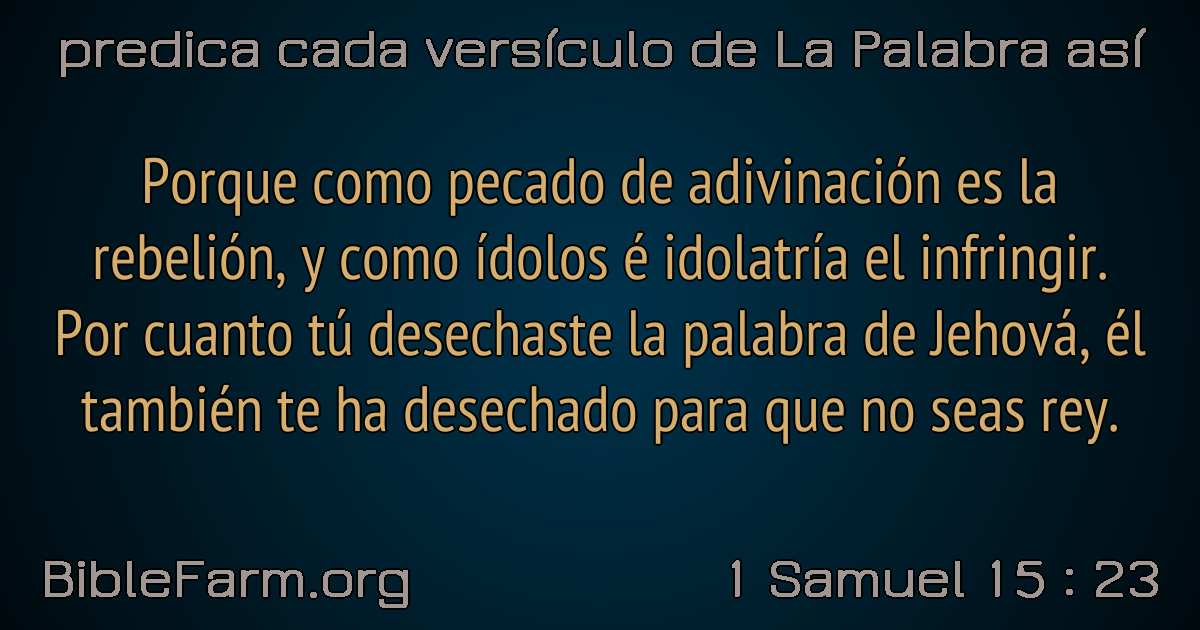 predica cada versículo de La Palabra así
Porque como pecado de adivinación es la
rebelión, y como ídolos é idolatría el infringir.
Por cuanto tú desechaste la palabra de Jehová, él
también te ha desechado para que no seas rey.
BibleFarm.org
1 Samuel 15 : 23